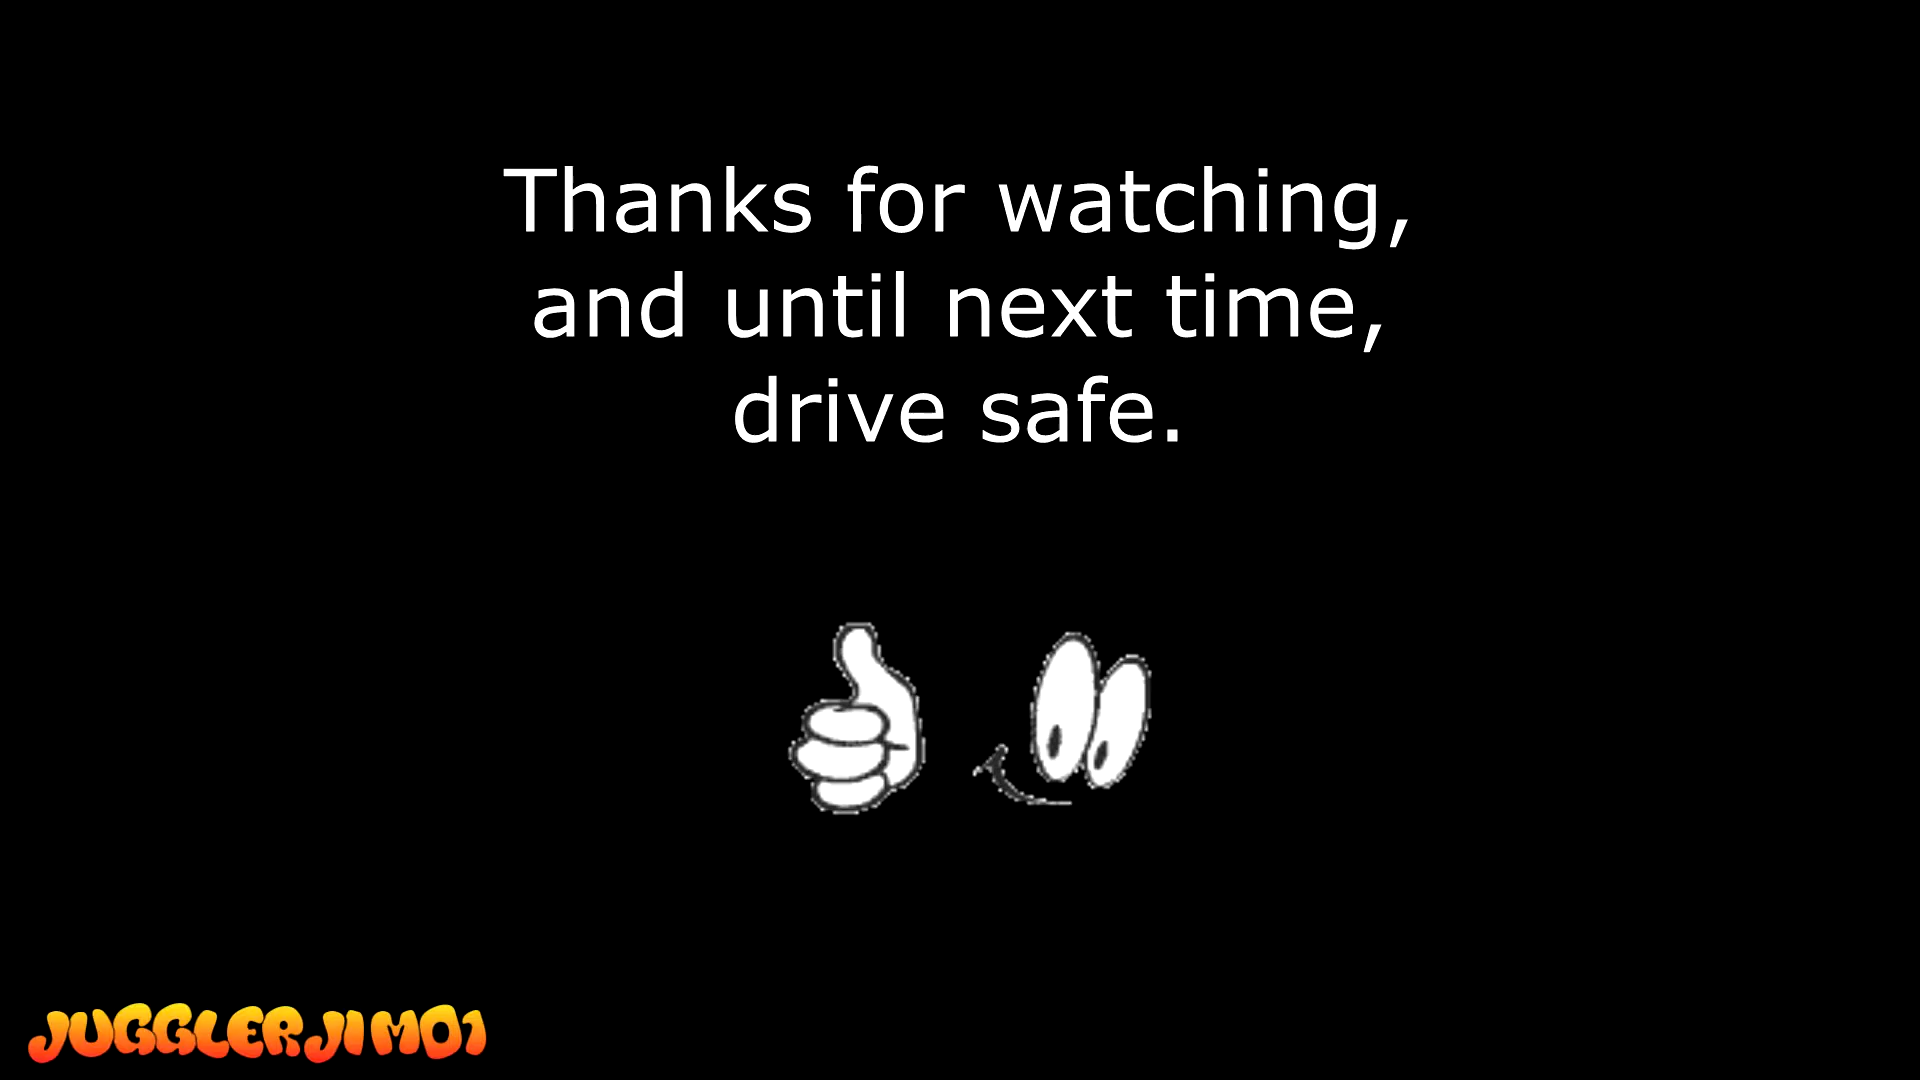 Thanks for watching,
and until next time,
drive safe.
JUGGLERJIM01